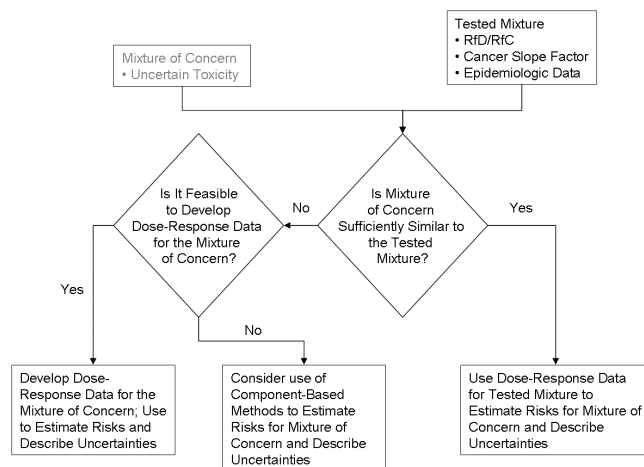 Tested Mixture
• RfD/RfC
• Cancer Slope Factor
• Epidemiologic Data
Mixture of Concern
• Uncertain Toxicity
Is It Feasible
to Develop
Dose-Response Data
for the Mixture
of Concern?
No
Is Mixture
of Concern
Sufficiently Similar to
the Tested
Mixture?
Yes
Yes
No
Develop Dose-
Response Data for the
Mixture of Concern; Use
to Estimate Risks and
Describe Uncertainties
Consider use of
Component-Based
Methods to Estimate
Risks for Mixture of
Concern and Describe
Uncertainties
Use Dose-Response Data
for Tested Mixture to
Estimate Risks for Mixture of
Concern and Describe
Uncertainties